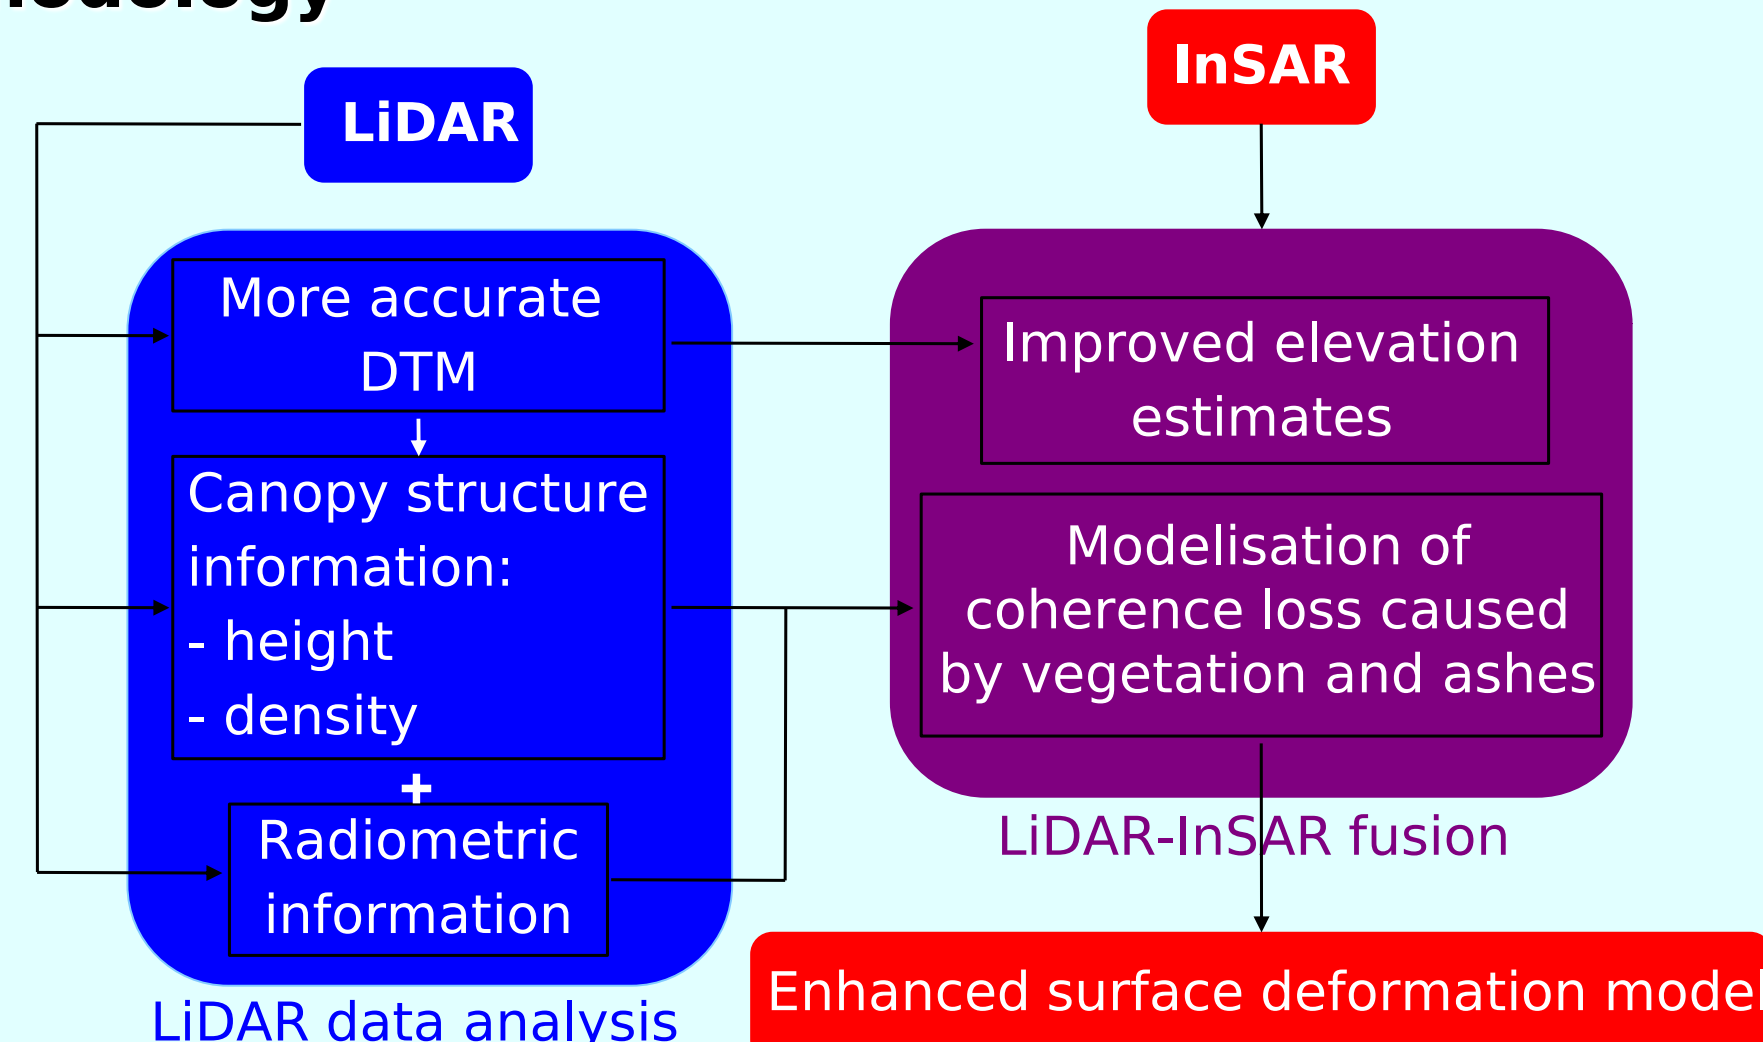 InSAR
LiDAR
More accurate
DTM
Canopy structure
information:
- height
- density
+
Radiometric
information
LiDAR data analysis
Improved elevation
estimates
Modelisation of
coherence loss caused
by vegetation and ashes
LiDAR-InSAR fusion
Enhanced surface deformation model